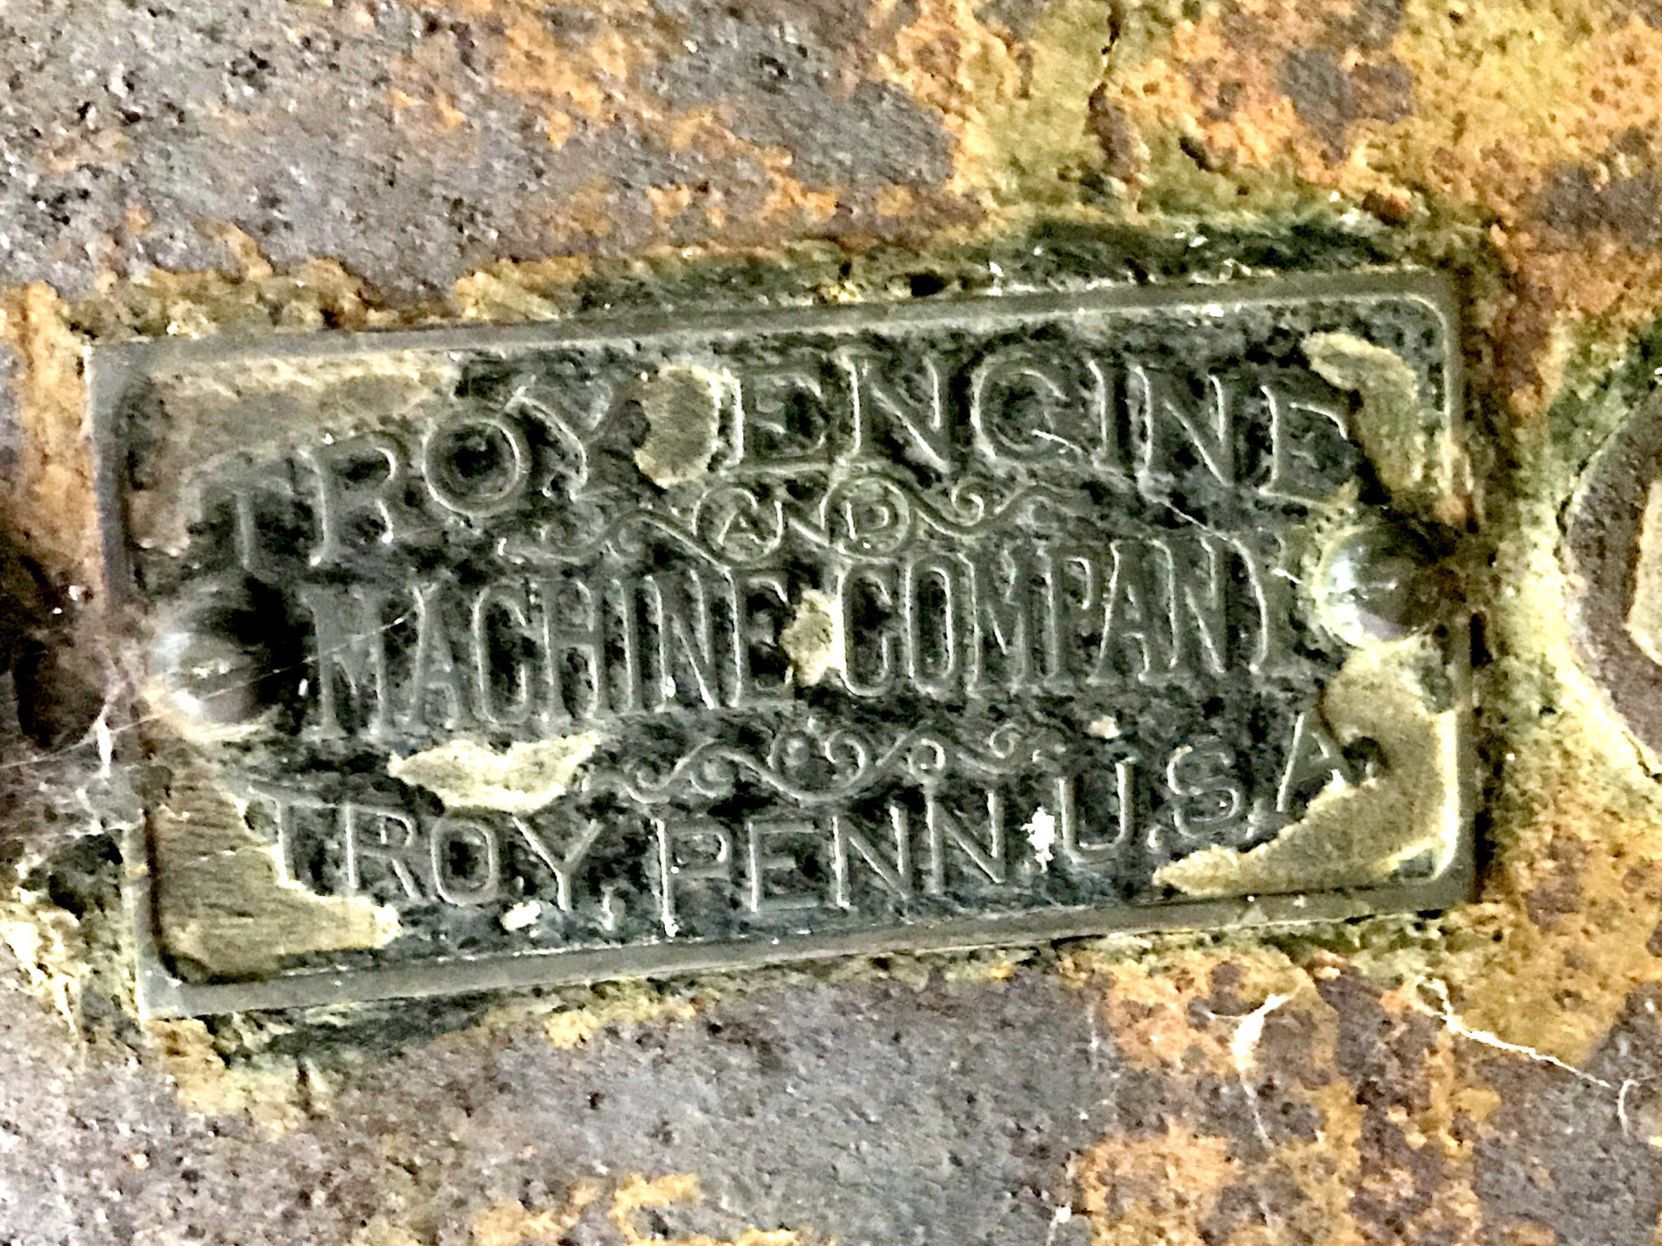 TROY ENGINE
AND
MACHINE COMPANY
TROY, PENN. U.S.A.